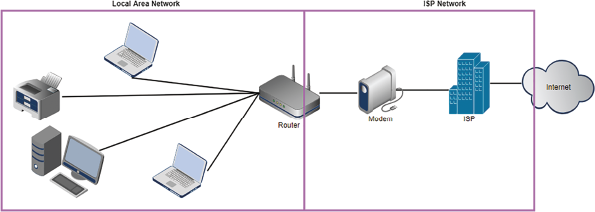 Local Area Network
ISP Network
Router
Modem
ISP
Internet